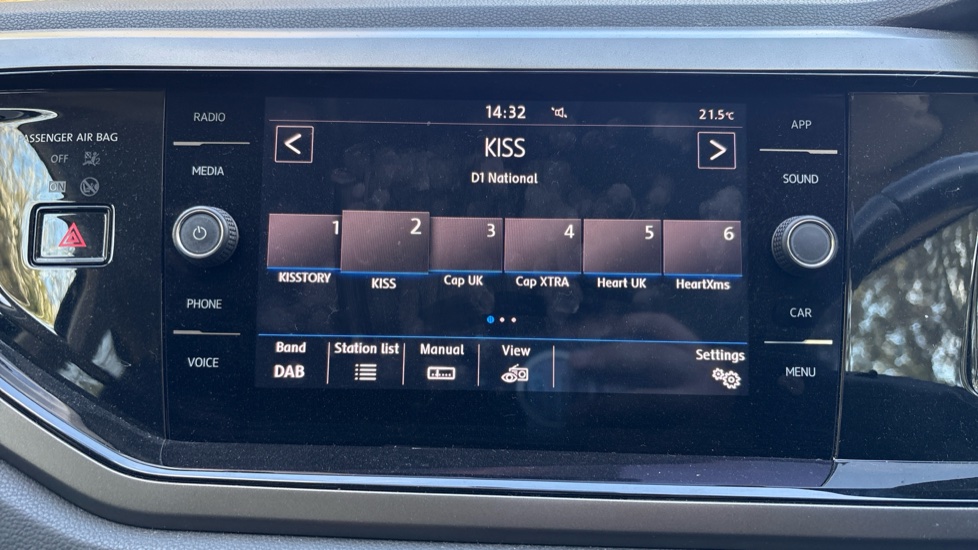 PASSENGER AIR BAG
OFF
ON
RADIO
MEDIA
PHONE
VOICE
14:32
21.5°C
<
KISS
>
D1 National
1 2 3 4 5 6
KISSTORY KISS Cap UK Cap XTRA Heart UK HeartXms
Band Station list Manual View Settings
DAB
APP
SOUND
CAR
MENU